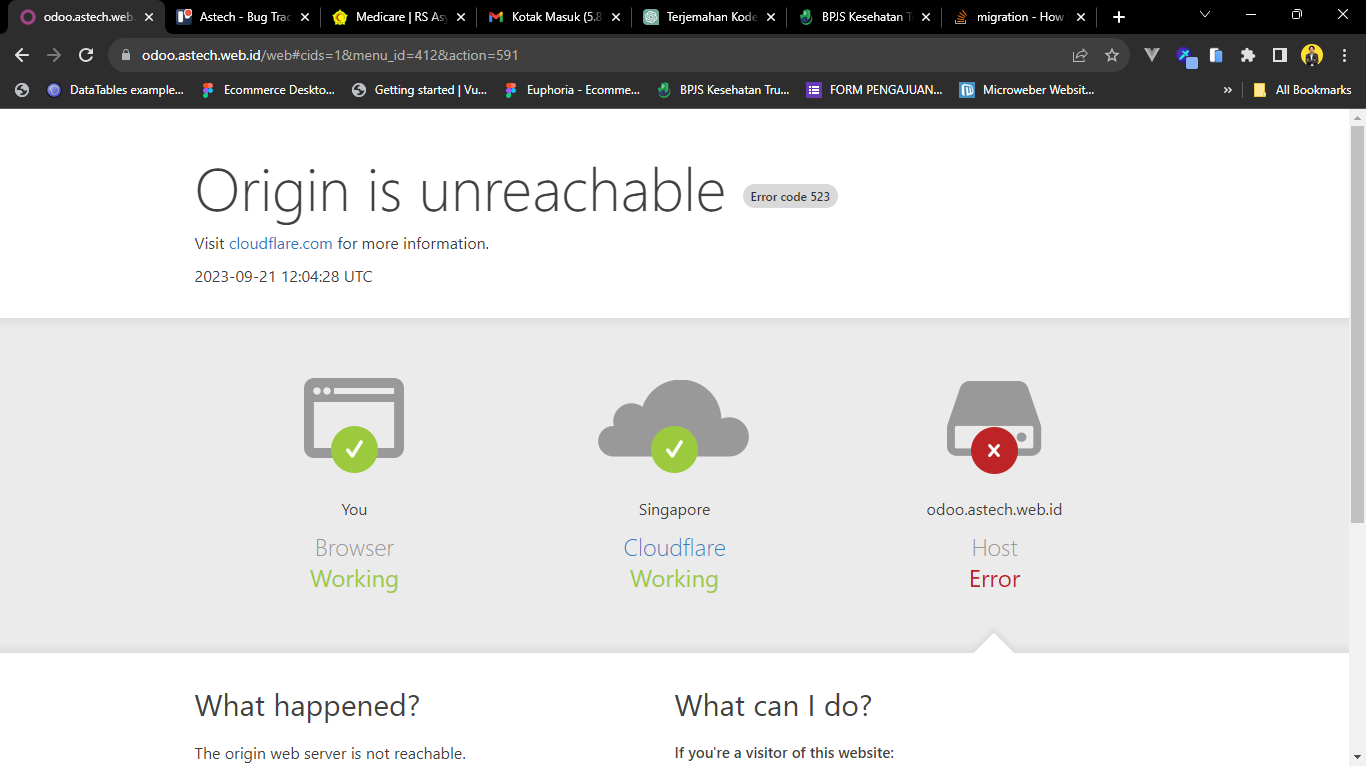 odoo.astech.web.
Astech - Bug Trac
Medicare | RS Asy
Kotak Masuk (5.8
Terjemahan Kode
BPJS Kesehatan T
migration - How
odoo.astech.web.id/web#cids=1&menu_id=412&action=591
DataTables example...
Ecommerce Deskto...
Getting started | Vu...
Euphoria - Ecomme...
BPJS Kesehatan Tru...
FORM PENGAJUAN...
Microweber Websit...
»
All Bookmarks
Origin is unreachable
Error code 523
Visit cloudflare.com for more information.
2023-09-21 12:04:28 UTC
You
Browser
Working
Singapore
Cloudflare
Working
odoo.astech.web.id
Host
Error
What happened?
The origin web server is not reachable.
What can I do?
If you're a visitor of this website: